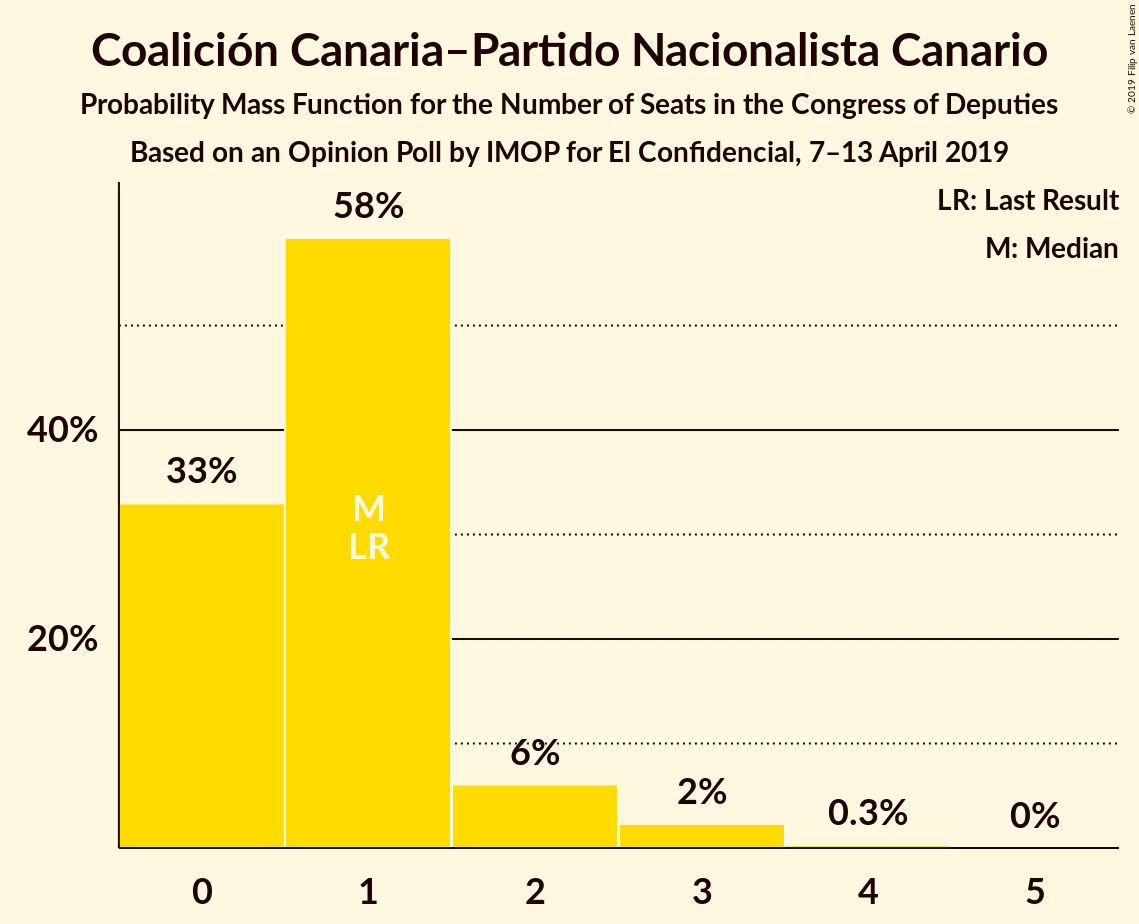 Coalición Canaria–Partido Nacionalista Canario
Probability Mass Function for the Number of Seats in the Congress of Deputies
Based on an Opinion Poll by IMOP for El Confidencial, 7–13 April 2019
© 2019 Filip van Laenen
LR: Last Result
M: Median
58%
40%
33%
M
LR
20%
6%
2%
0.3%
0%
0 1 2 3 4 5